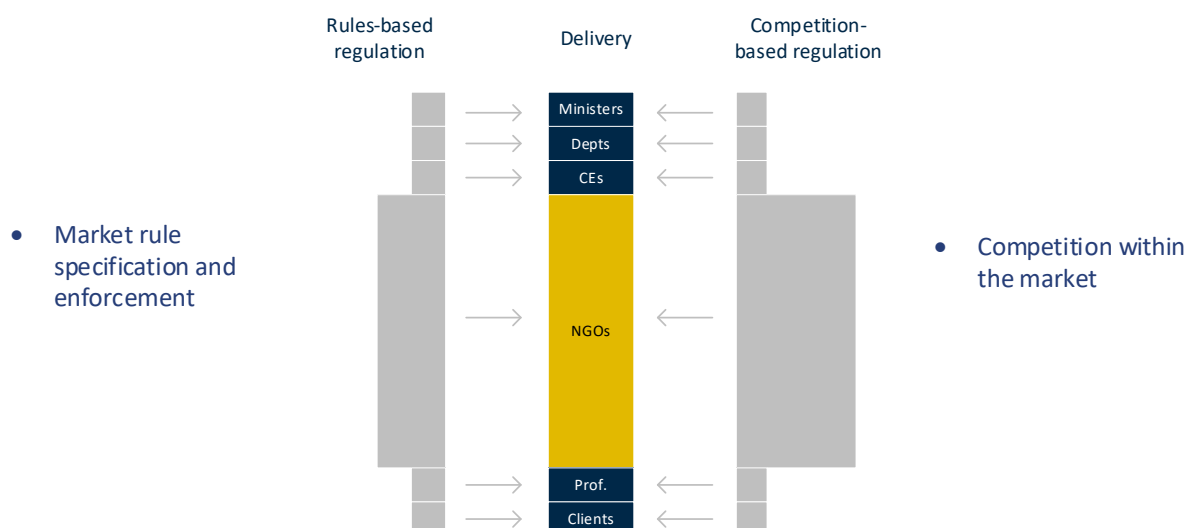 Rules-based
regulation
Delivery
Competition-
based regulation
Ministers
Depts
CEs
• Market rule
specification and
enforcement
• Competition within
the market
NGOs
Prof.
Clients